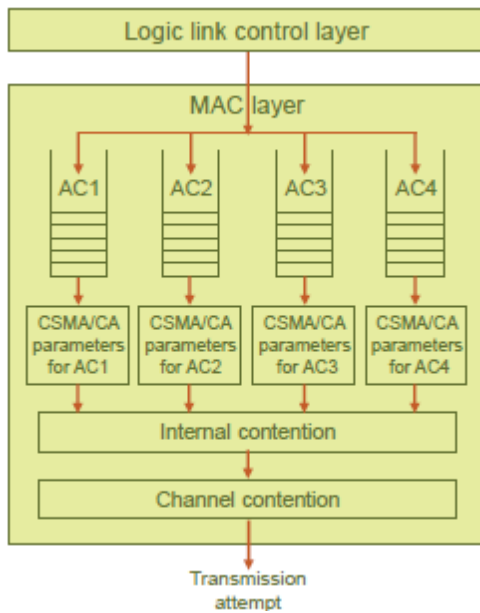 Logic link control layer
MAC layer
AC1 AC2 AC3 AC4
CSMA/CA CSMA/CA CSMA/CA CSMA/CA
parameters parameters parameters parameters
for AC1 for AC2 for AC3 for AC4
Internal contention
Channel contention
Transmission
attempt